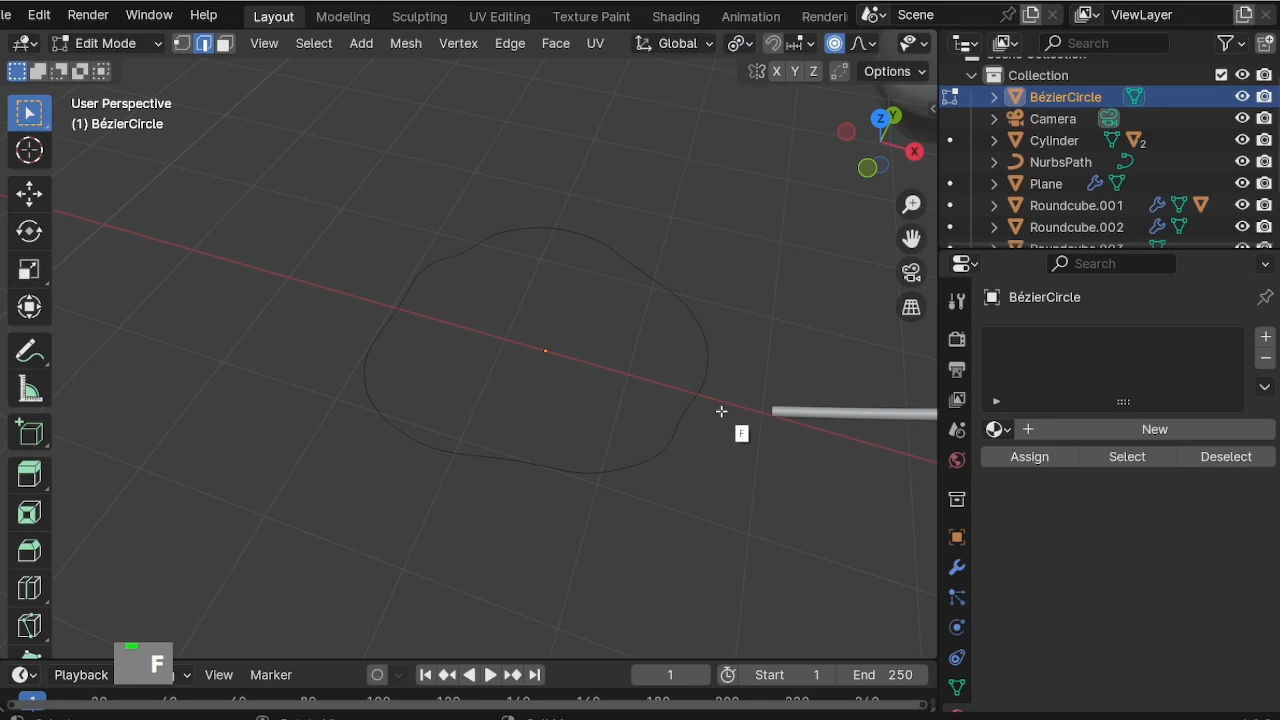 le Edit Render Window Help Layout Modeling Sculpting UV Editing Texture Paint Shading Animation Renderi Scene ViewLayer
Edit Mode View Select Add Mesh Vertex Edge Face UV Global Search
X Y Z Options
User Perspective
(1) BézierCircle
Z Y X
Collection
BézierCircle
Camera
Cylinder 2
NurbsPath
Plane
Roundcube.001
Roundcube.002
Search
BézierCircle
New
Assign Select Deselect
F
F
Playback View Marker 1 Start 1 End 250
1